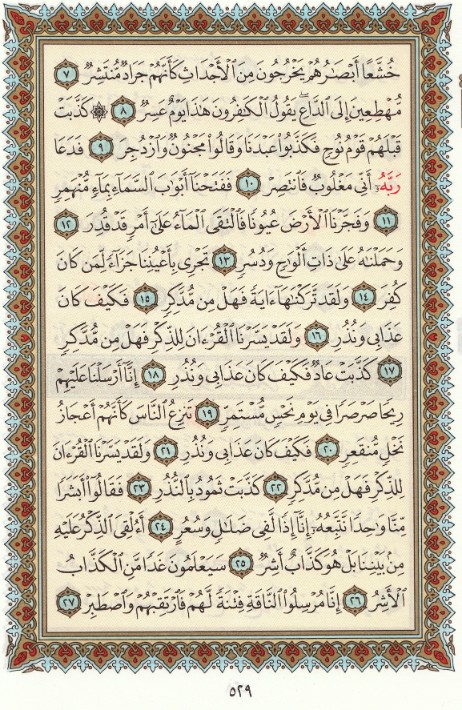 خُشَّعًا أَبْصَٰرُهُمْ يَخْرُجُونَ مِنَ ٱلْأَجْدَاثِ كَأَنَّهُمْ جَرَادٌ مُّنتَشِرٌ ٧
مُّهْطِعِينَ إِلَى ٱلدَّاعِ ۖ يَقُولُ ٱلْكَٰفِرُونَ هَٰذَا يَوْمٌ عَسِرٌ ٨ ۞ كَذَّبَتْ
قَبْلَهُمْ قَوْمُ نُوحٍ فَكَذَّبُوا۟ عَبْدَنَا وَقَالُوا۟ مَجْنُونٌ وَٱزْدُجِرَ ٩ فَدَعَا
رَبَّهُۥٓ أَنِّى مَغْلُوبٌ فَٱنتَصِرْ ١٠ فَفَتَحْنَآ أَبْوَٰبَ ٱلسَّمَآءِ بِمَآءٍ مُّنْهَمِرٍ
١١ وَفَجَّرْنَا ٱلْأَرْضَ عُيُونًا فَٱلْتَقَى ٱلْمَآءُ عَلَىٰٓ أَمْرٍ قَدْ قُدِرَ ١٢
وَحَمَلْنَٰهُ عَلَىٰ ذَاتِ أَلْوَٰحٍ وَدُسُرٍ ١٣ تَجْرِى بِأَعْيُنِنَا جَزَآءً لِّمَن كَانَ
كُفِرَ ١٤ وَلَقَد تَّرَكْنَٰهَآ ءَايَةً فَهَلْ مِن مُّدَّكِرٍ ١٥ فَكَيْفَ كَانَ
عَذَابِى وَنُذُرِ ١٦ وَلَقَدْ يَسَّرْنَا ٱلْقُرْءَانَ لِلذِّكْرِ فَهَلْ مِن مُّدَّكِرٍ
١٧ كَذَّبَتْ عَادٌ فَكَيْفَ كَانَ عَذَابِى وَنُذُرِ ١٨ إِنَّآ أَرْسَلْنَا عَلَيْهِمْ
رِيحًا صَرْصَرًا فِى يَوْمِ نَحْسٍ مُّسْتَمِرٍّ ١٩ تَنزِعُ ٱلنَّاسَ كَأَنَّهُمْ أَعْجَازُ
نَخْلٍ مُّنقَعِرٍ ٢٠ فَكَيْفَ كَانَ عَذَابِى وَنُذُرِ ٢١ وَلَقَدْ يَسَّرْنَا ٱلْقُرْءَانَ
لِلذِّكْرِ فَهَلْ مِن مُّدَّكِرٍ ٢٢ كَذَّبَتْ ثَمُودُ بِٱلنُّذُرِ ٢٣ فَقَالُوٓا۟ أَبَشَرًا
مِّنَّا وَٰحِدًا نَّتَّبِعُهُۥٓ إِنَّآ إِذًا لَّفِى ضَلَٰلٍ وَسُعُرٍ ٢٤ أَءُلْقِىَ ٱلذِّكْرُ عَلَيْهِ
مِنۢ بَيْنِنَا بَلْ هُوَ كَذَّابٌ أَشِرٌ ٢٥ سَيَعْلَمُونَ غَدًا مَّنِ ٱلْكَذَّابُ
ٱلْأَشِرُ ٢٦ إِنَّا مُرْسِلُوا۟ ٱلنَّاقَةِ فِتْنَةً لَّهُمْ فَٱرْتَقِبْهُمْ وَٱصْطَبِرْ ٢٧
٥٢٩